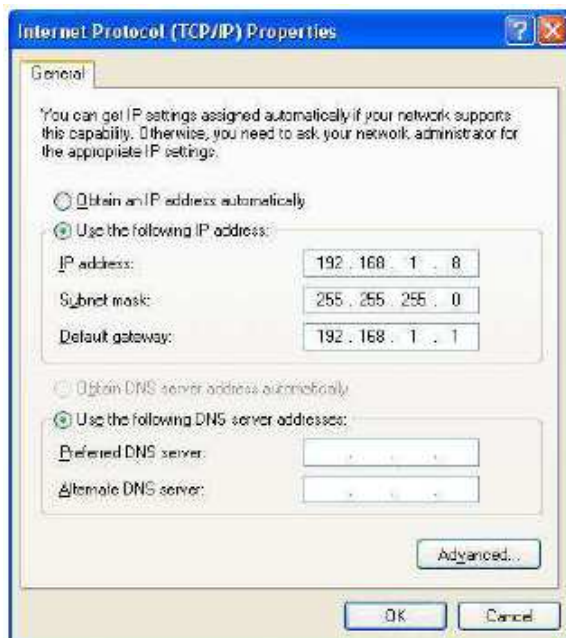 Internet Protocol (TCP/IP) Properties
General
You can get IP settings assigned automatically if your network supports
this capability. Otherwise, you need to ask your network administrator for
the appropriate IP settings.
Obtain an IP address automatically
Use the following IP address:
IP address: 192 . 168 . 1 . 8
Subnet mask: 255 . 255 . 255 . 0
Default gateway: 192 . 168 . 1 . 1
Obtain DNS server address automatically
Use the following DNS server addresses:
Preferred DNS server: . . .
Alternate DNS server: . . .
Advanced...
OK Cancel